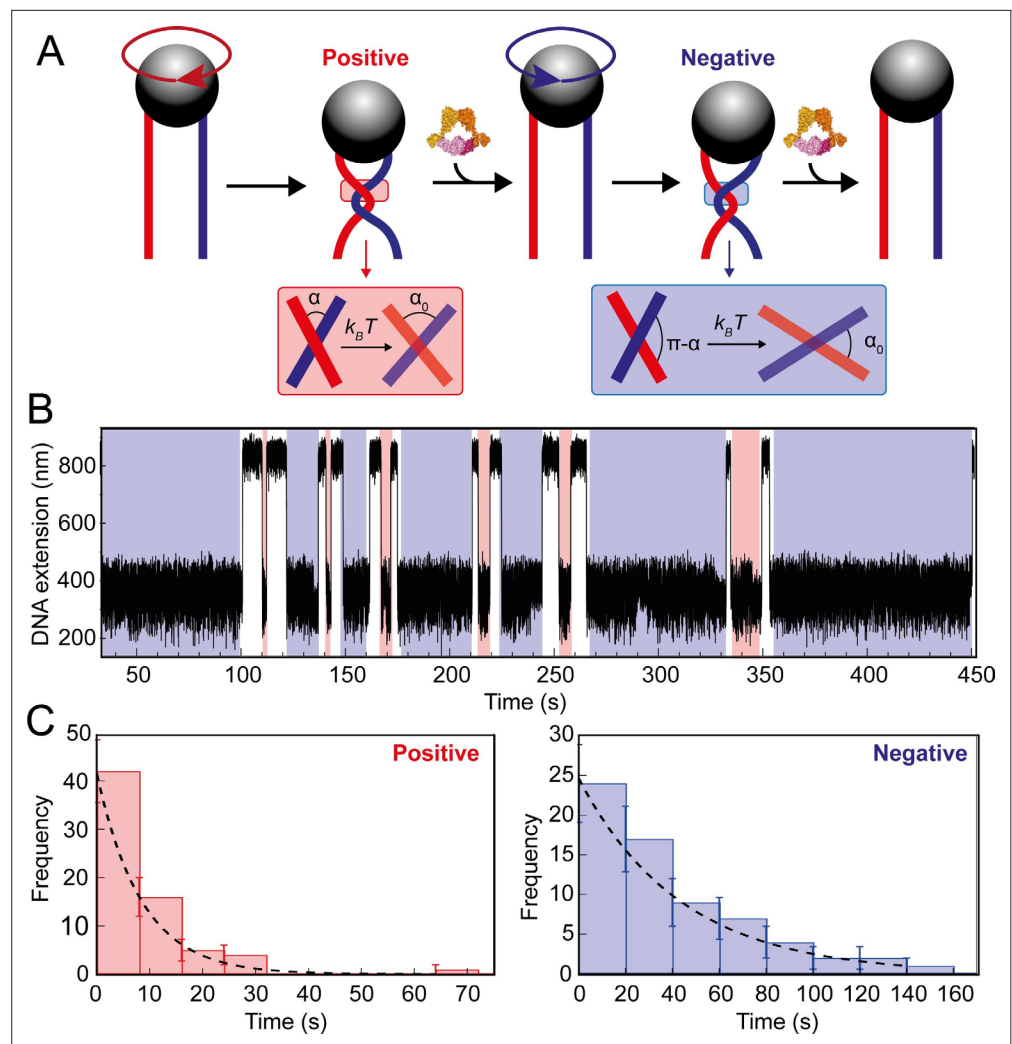 A
Positive
Negative
α
k_BT
α₀
π-α
k_BT
α₀
B
DNA extension (nm)
800
600
400
200
50
100
150
200
250
300
350
400
450
Time (s)
C
Positive
Frequency
50
40
30
20
10
0
0
10
20
30
40
50
60
70
Time (s)
Negative
Frequency
30
25
20
15
10
5
0
0
20
40
60
80
100
120
140
160
Time (s)